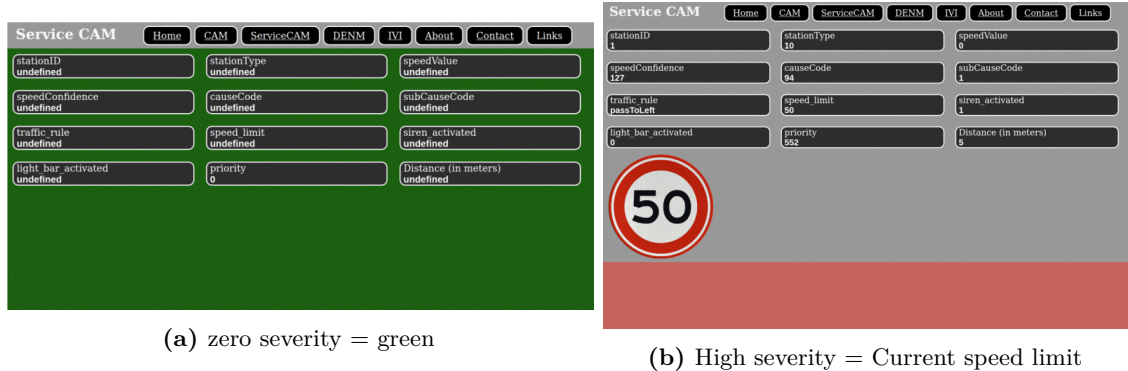 Service CAM Home CAM ServiceCAM DENM IVI About Contact Links
stationID stationType speedValue
undefined undefined undefined
speedConfidence causeCode subCauseCode
undefined undefined undefined
traffic_rule speed_limit siren_activated
undefined undefined undefined
light_bar_activated priority Distance (in meters)
undefined 0 undefined
(a) zero severity = green
Service CAM Home CAM ServiceCAM DENM IVI About Contact Links
stationID stationType speedValue
1 10 0
speedConfidence causeCode subCauseCode
127 94 1
traffic_rule speed_limit siren_activated
passToLeft 50 1
light_bar_activated priority Distance (in meters)
0 552 5
50
(b) High severity = Current speed limit